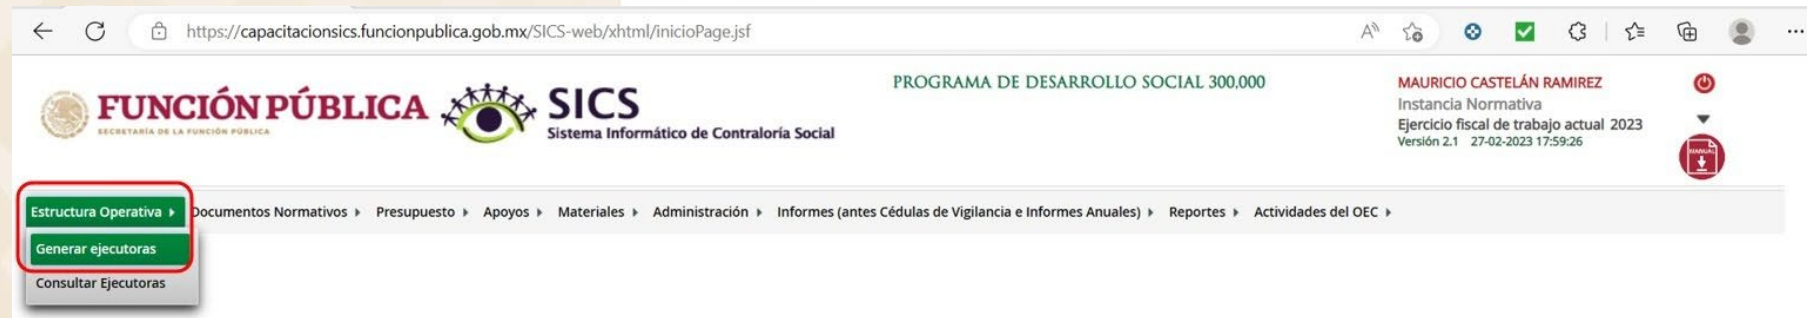 https://capacitacionsics.funcionpublica.gob.mx/SICS-web/xhtml/inicioPage.jsf
FUNCIÓN PÚBLICA
SECRETARÍA DE LA FUNCIÓN PÚBLICA
SICS
Sistema Informático de Contraloría Social
PROGRAMA DE DESARROLLO SOCIAL 300,000
MAURICIO CASTELÁN RAMIREZ
Instancia Normativa
Ejercicio fiscal de trabajo actual 2023
Versión 2.1 27-02-2023 17:59:26
MANUAL
Estructura Operativa Documentos Normativos Presupuesto Apoyos Materiales Administración Informes (antes Cédulas de Vigilancia e Informes Anuales) Reportes Actividades del OEC
Generar ejecutoras
Consultar Ejecutoras